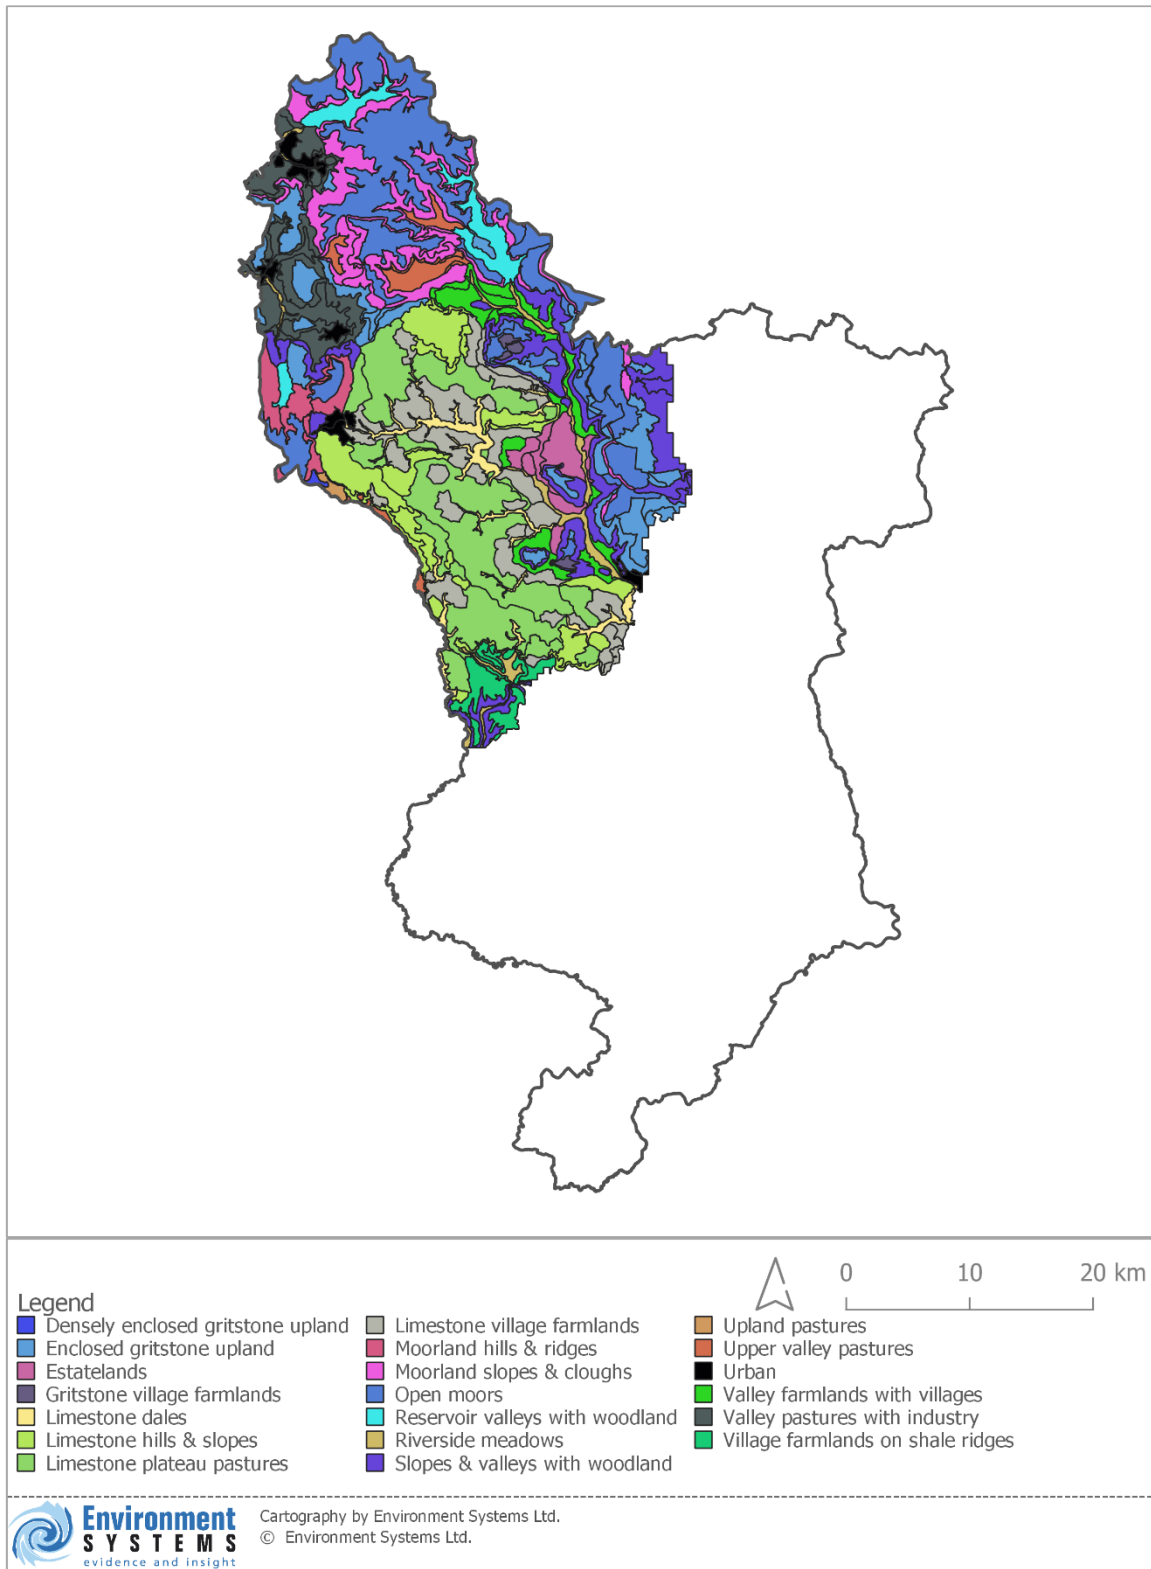 0 10 20 km
Legend
Densely enclosed gritstone upland
Enclosed gritstone upland
Estatelands
Gritstone village farmlands
Limestone dales
Limestone hills & slopes
Limestone plateau pastures
Limestone village farmlands
Moorland hills & ridges
Moorland slopes & cloughs
Open moors
Reservoir valleys with woodland
Riverside meadows
Slopes & valleys with woodland
Upland pastures
Upper valley pastures
Urban
Valley farmlands with villages
Valley pastures with industry
Village farmlands on shale ridges
Environment
SYSTEMS
evidence and insight
Cartography by Environment Systems Ltd.
© Environment Systems Ltd.